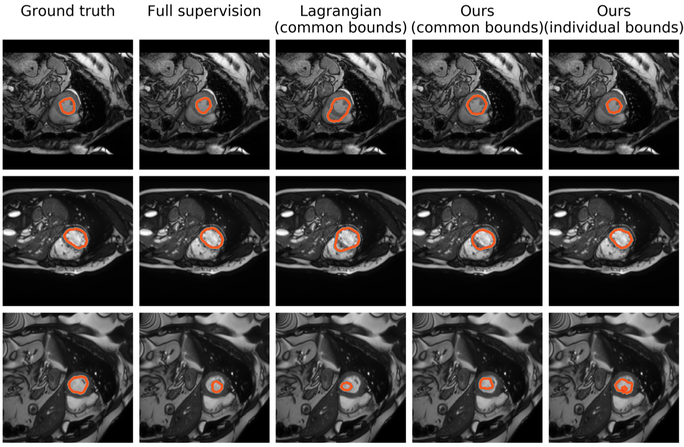 Ground truth
Full supervision
Lagrangian
(common bounds)
Ours
(common bounds)
Ours
(individual bounds)